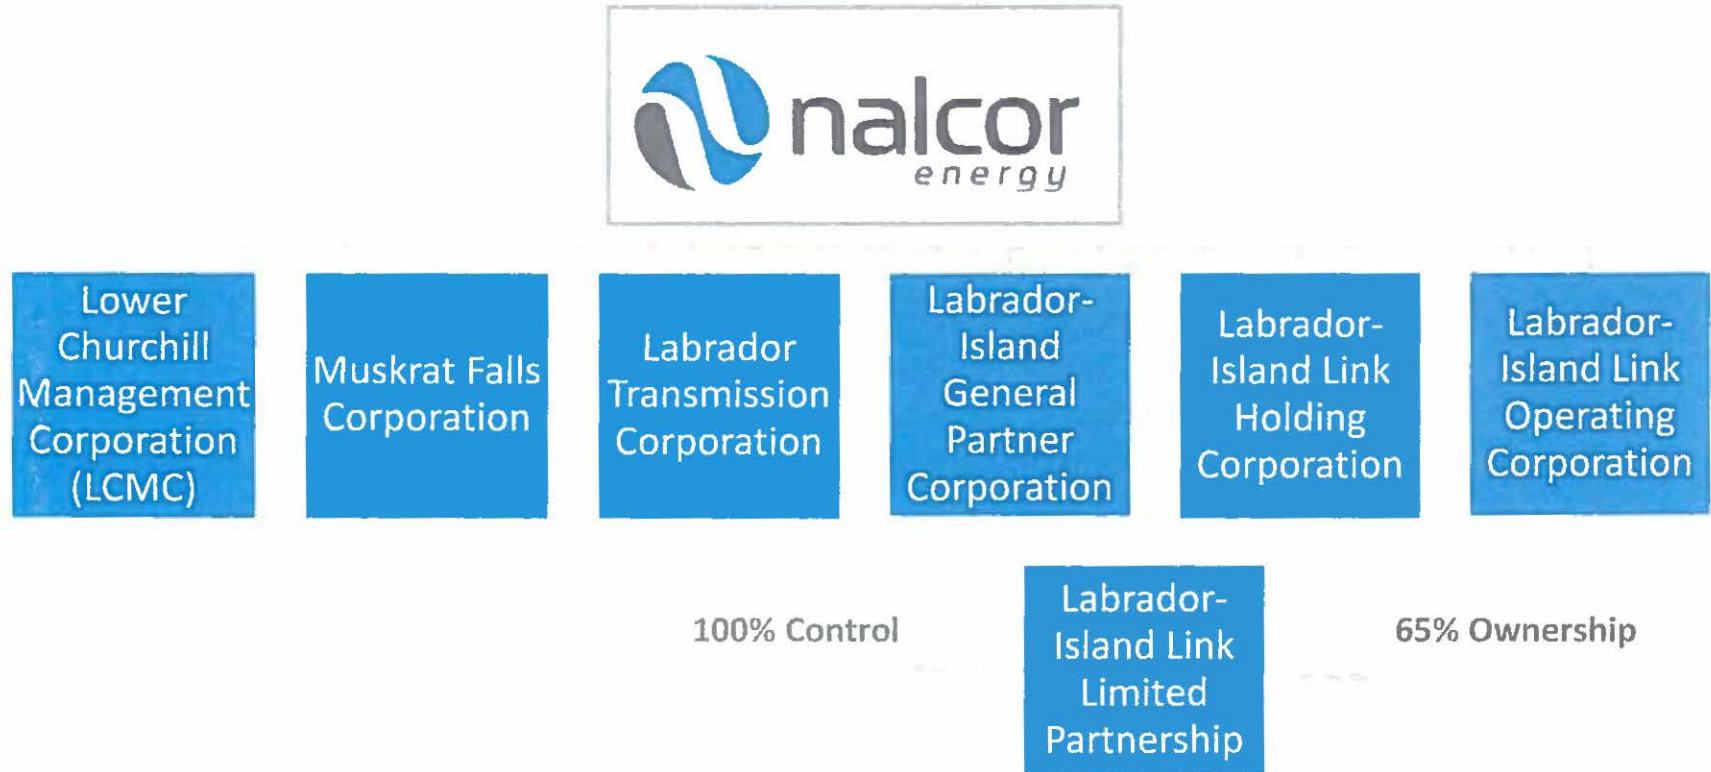 nalcor
energy
Lower
Churchill
Management
Corporation
(LCMC)
Muskrat Falls
Corporation
Labrador
Transmission
Corporation
Labrador-
Island
General
Partner
Corporation
Labrador-
Island Link
Holding
Corporation
Labrador-
Island Link
Operating
Corporation
100% Control
Labrador-
Island Link
Limited
Partnership
65% Ownership